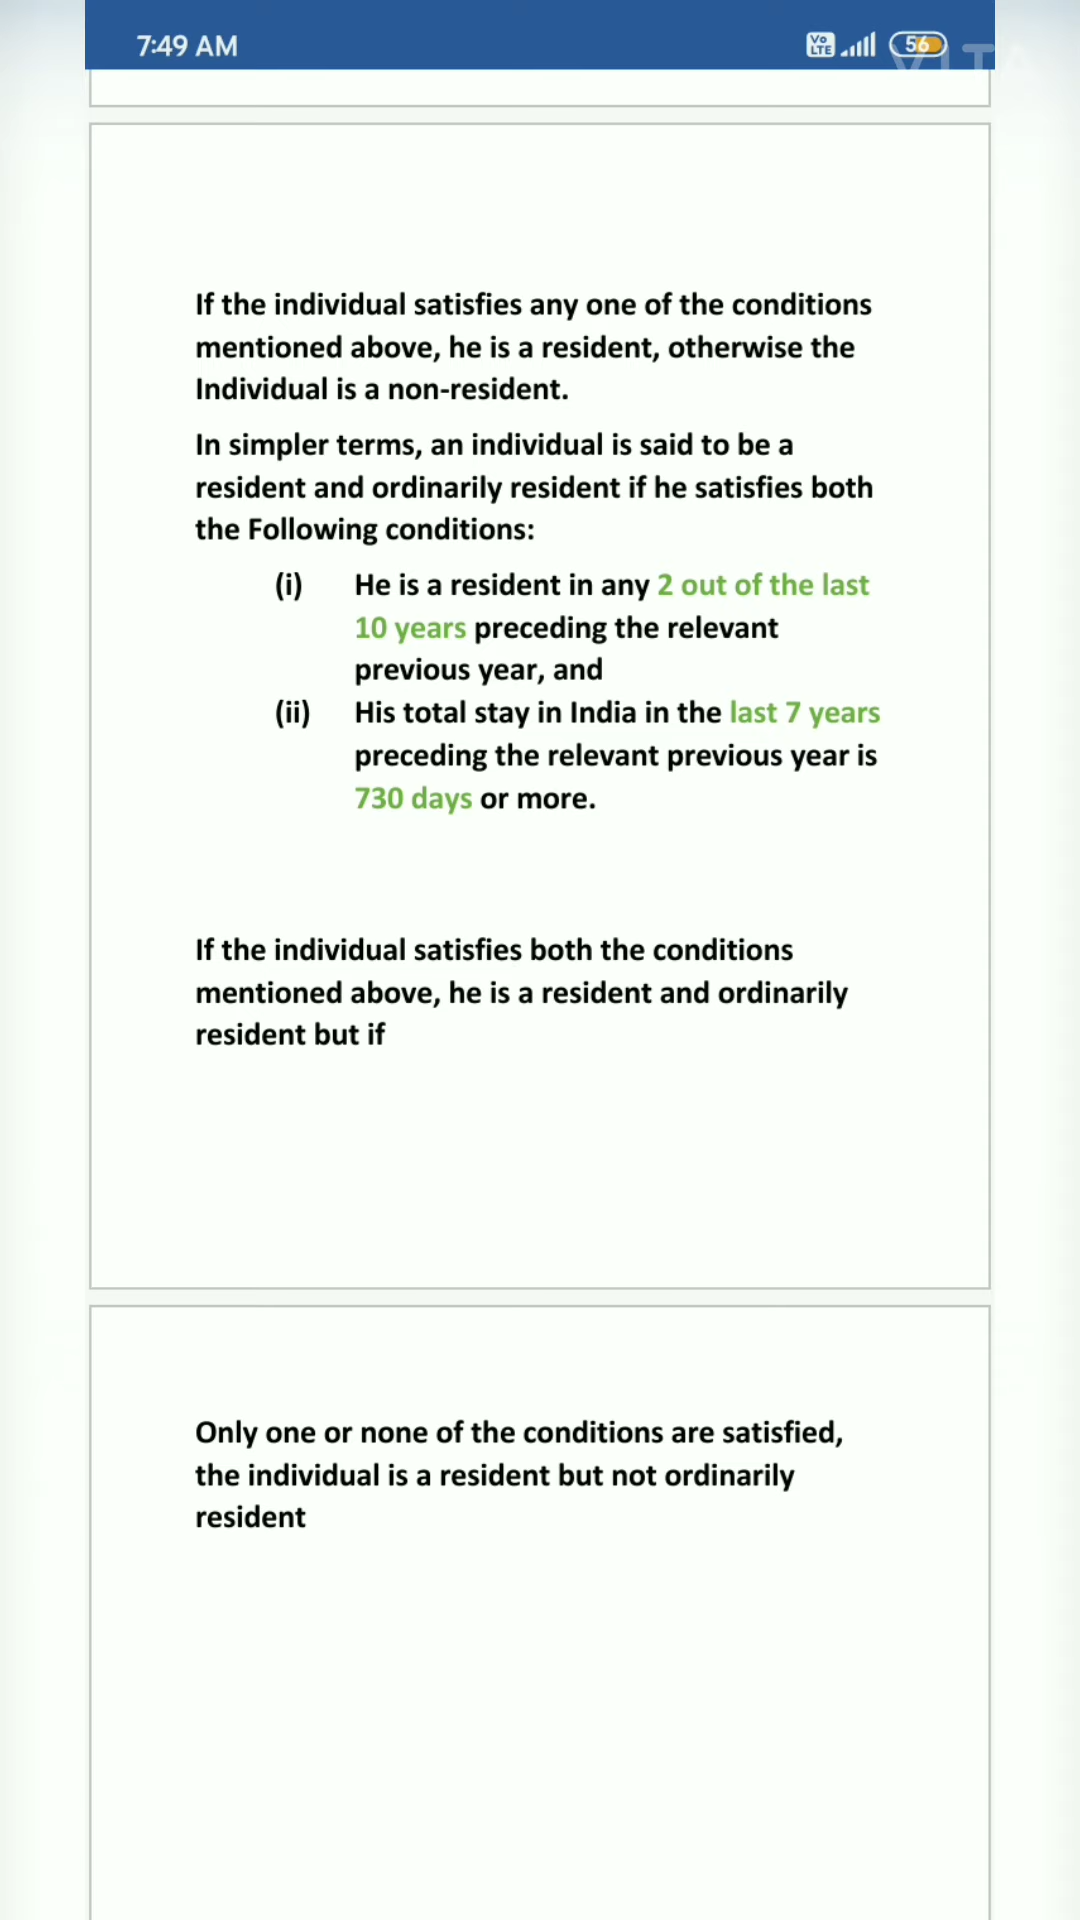 7:49 AM
Vo LTE 56
VITA
If the individual satisfies any one of the conditions
mentioned above, he is a resident, otherwise the
Individual is a non-resident.
In simpler terms, an individual is said to be a
resident and ordinarily resident if he satisfies both
the Following conditions:
(i) He is a resident in any 2 out of the last
10 years preceding the relevant
previous year, and
(ii) His total stay in India in the last 7 years
preceding the relevant previous year is
730 days or more.
If the individual satisfies both the conditions
mentioned above, he is a resident and ordinarily
resident but if
Only one or none of the conditions are satisfied,
the individual is a resident but not ordinarily
resident